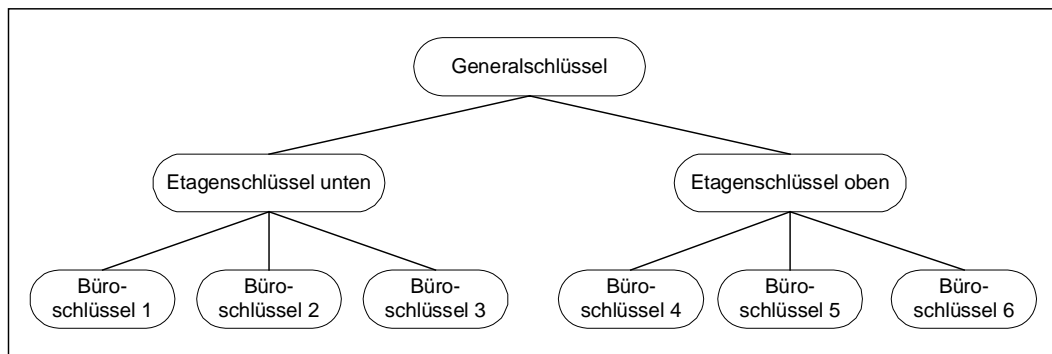 Generalschlüssel
Etagenschlüssel unten
Etagenschlüssel oben
Büro-
schlüssel 1
Büro-
schlüssel 2
Büro-
schlüssel 3
Büro-
schlüssel 4
Büro-
schlüssel 5
Büro-
schlüssel 6